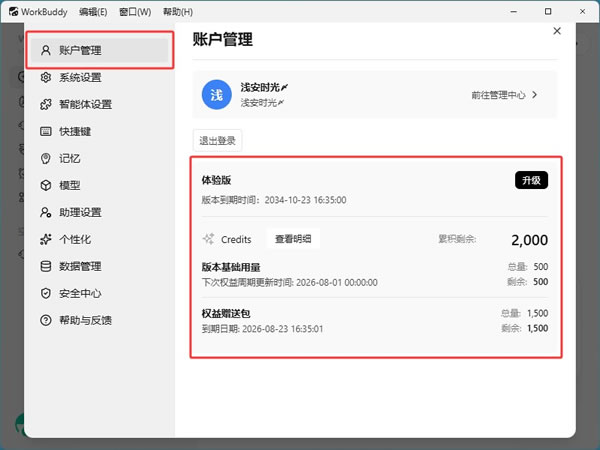 WorkBuddy 编辑(E) 窗口(W) 帮助(H)
账户管理
系统设置
智能体设置
快捷键
记忆
模型
助理设置
个性化
数据管理
安全中心
帮助与反馈
账户管理
浅
浅安时光〆
浅安时光〆
前往管理中心
退出登录
体验版
升级
版本到期时间: 2034-10-23 16:35:00
Credits 查看明细 累积剩余: 2,000
版本基础用量 总量: 500
下次权益周期更新时间: 2026-08-01 00:00:00 剩余: 500
权益赠送包 总量: 1,500
到期日期: 2026-08-23 16:35:01 剩余: 1,500